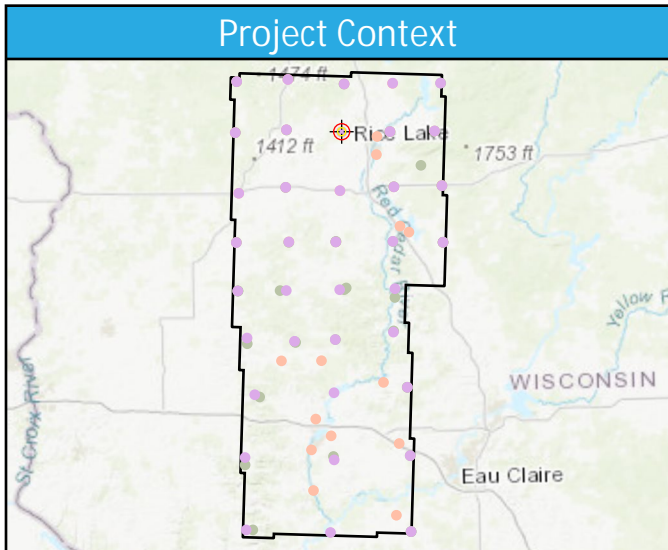 Project Context
1474 ft
Rice Lake
1412 ft
1753 ft
Red Cedar River
Yellow R
WISCONSIN
St Croix River
Eau Claire